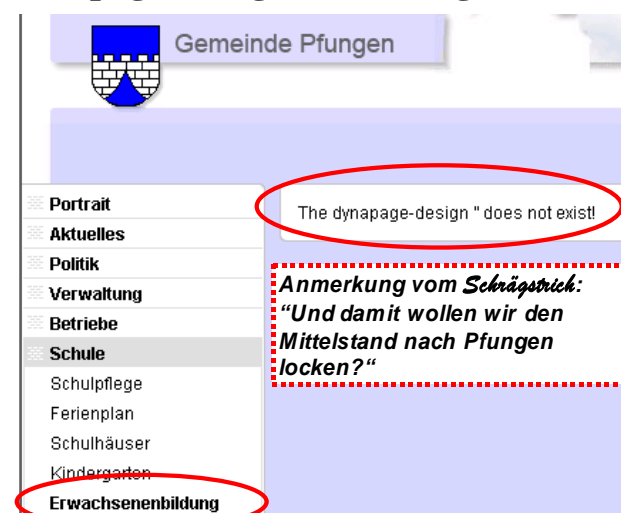 Gemeinde Pfungen
Portrait
Aktuelles
Politik
Verwaltung
Betriebe
Schule
Schulpflege
Ferienplan
Schulhäuser
Kindergarten
Erwachsenenbildung
The dynapage-design '' does not exist!
Anmerkung vom Schrägstrich:
“Und damit wollen wir den
Mittelstand nach Pfungen
locken?“